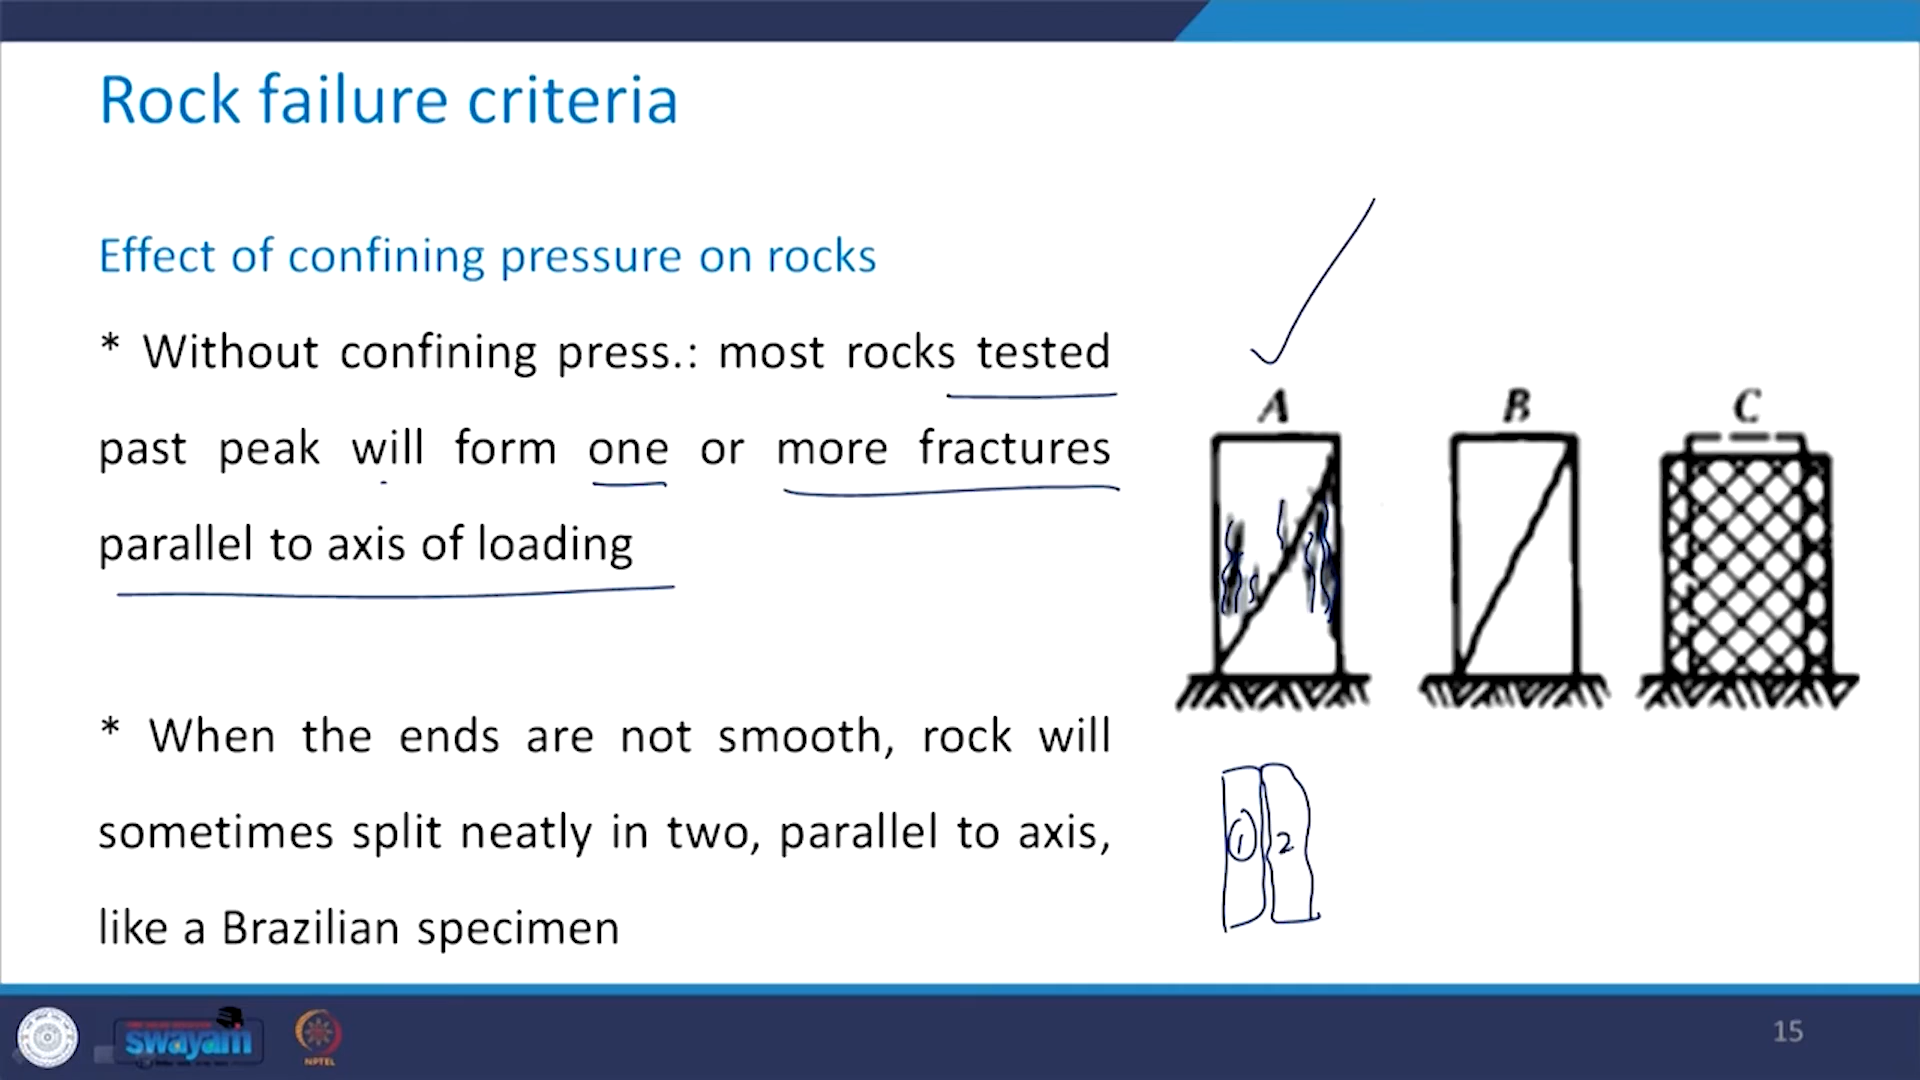 Rock failure criteria
Effect of confining pressure on rocks
* Without confining press.: most rocks tested
past peak will form one or more fractures
parallel to axis of loading
* When the ends are not smooth, rock will
sometimes split neatly in two, parallel to axis,
like a Brazilian specimen
A B C
1 2
swayam
NPTEL
15